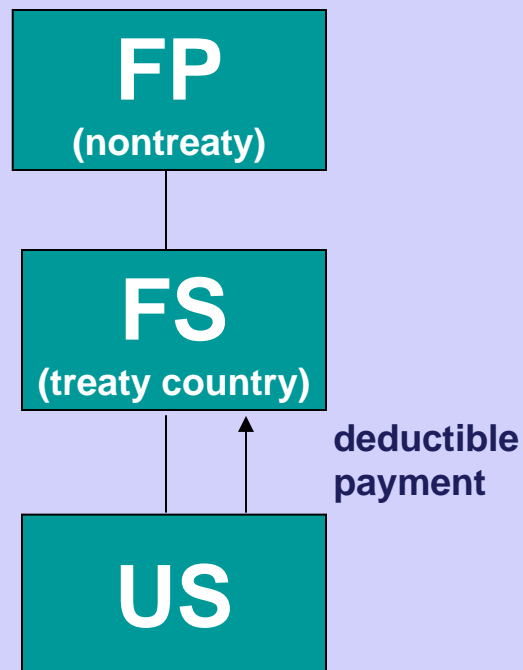 FP
(nontreaty)
FS
(treaty country)
deductible
payment
US